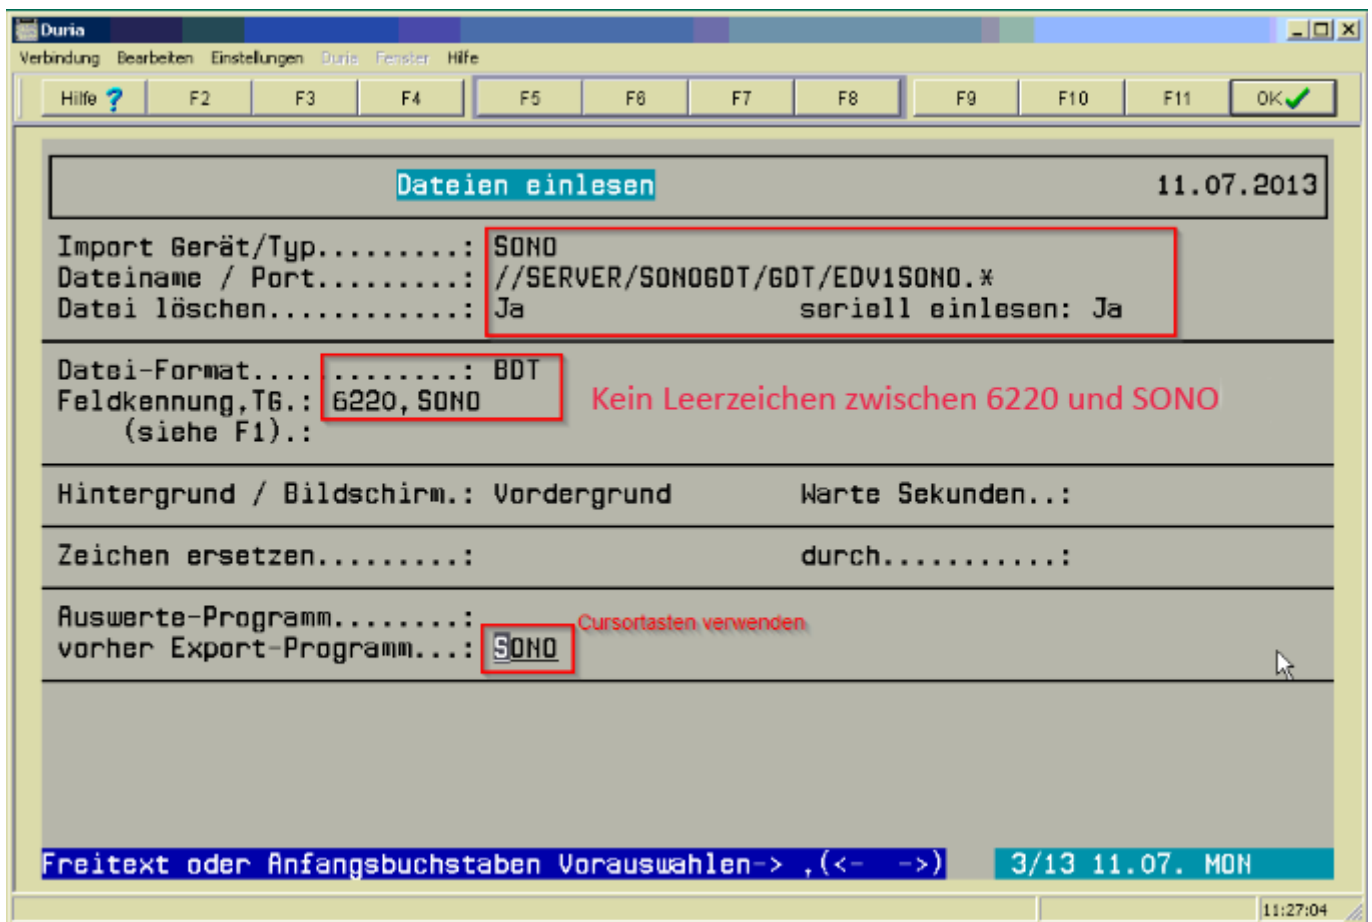 Duria
Verbindung Bearbeiten Einstellungen Duria Fenster Hilfe
Hilfe ? F2 F3 F4 F5 F6 F7 F8 F9 F10 F11 OK
Dateien einlesen 11.07.2013
Import Gerät/Typ..........: SONO
Dateiname / Port..........: //SERVER/SONOGDT/GDT/EDV1SONO.*
Datei löschen.............: Ja seriell einlesen: Ja
Datei-Format..............: BDT
Feldkennung,TG.: 6220,SONO Kein Leerzeichen zwischen 6220 und SONO
(siehe F1).:
Hintergrund / Bildschirm.: Vordergrund Warte Sekunden..:
Zeichen ersetzen..........: durch...........:
Auswerte-Programm.........:
Cursortasten verwenden
vorher Export-Programm...: SONO
Freitext oder Anfangsbuchstaben Vorauswahlen-> ,(<- ->) 3/13 11.07. MON
11:27:04